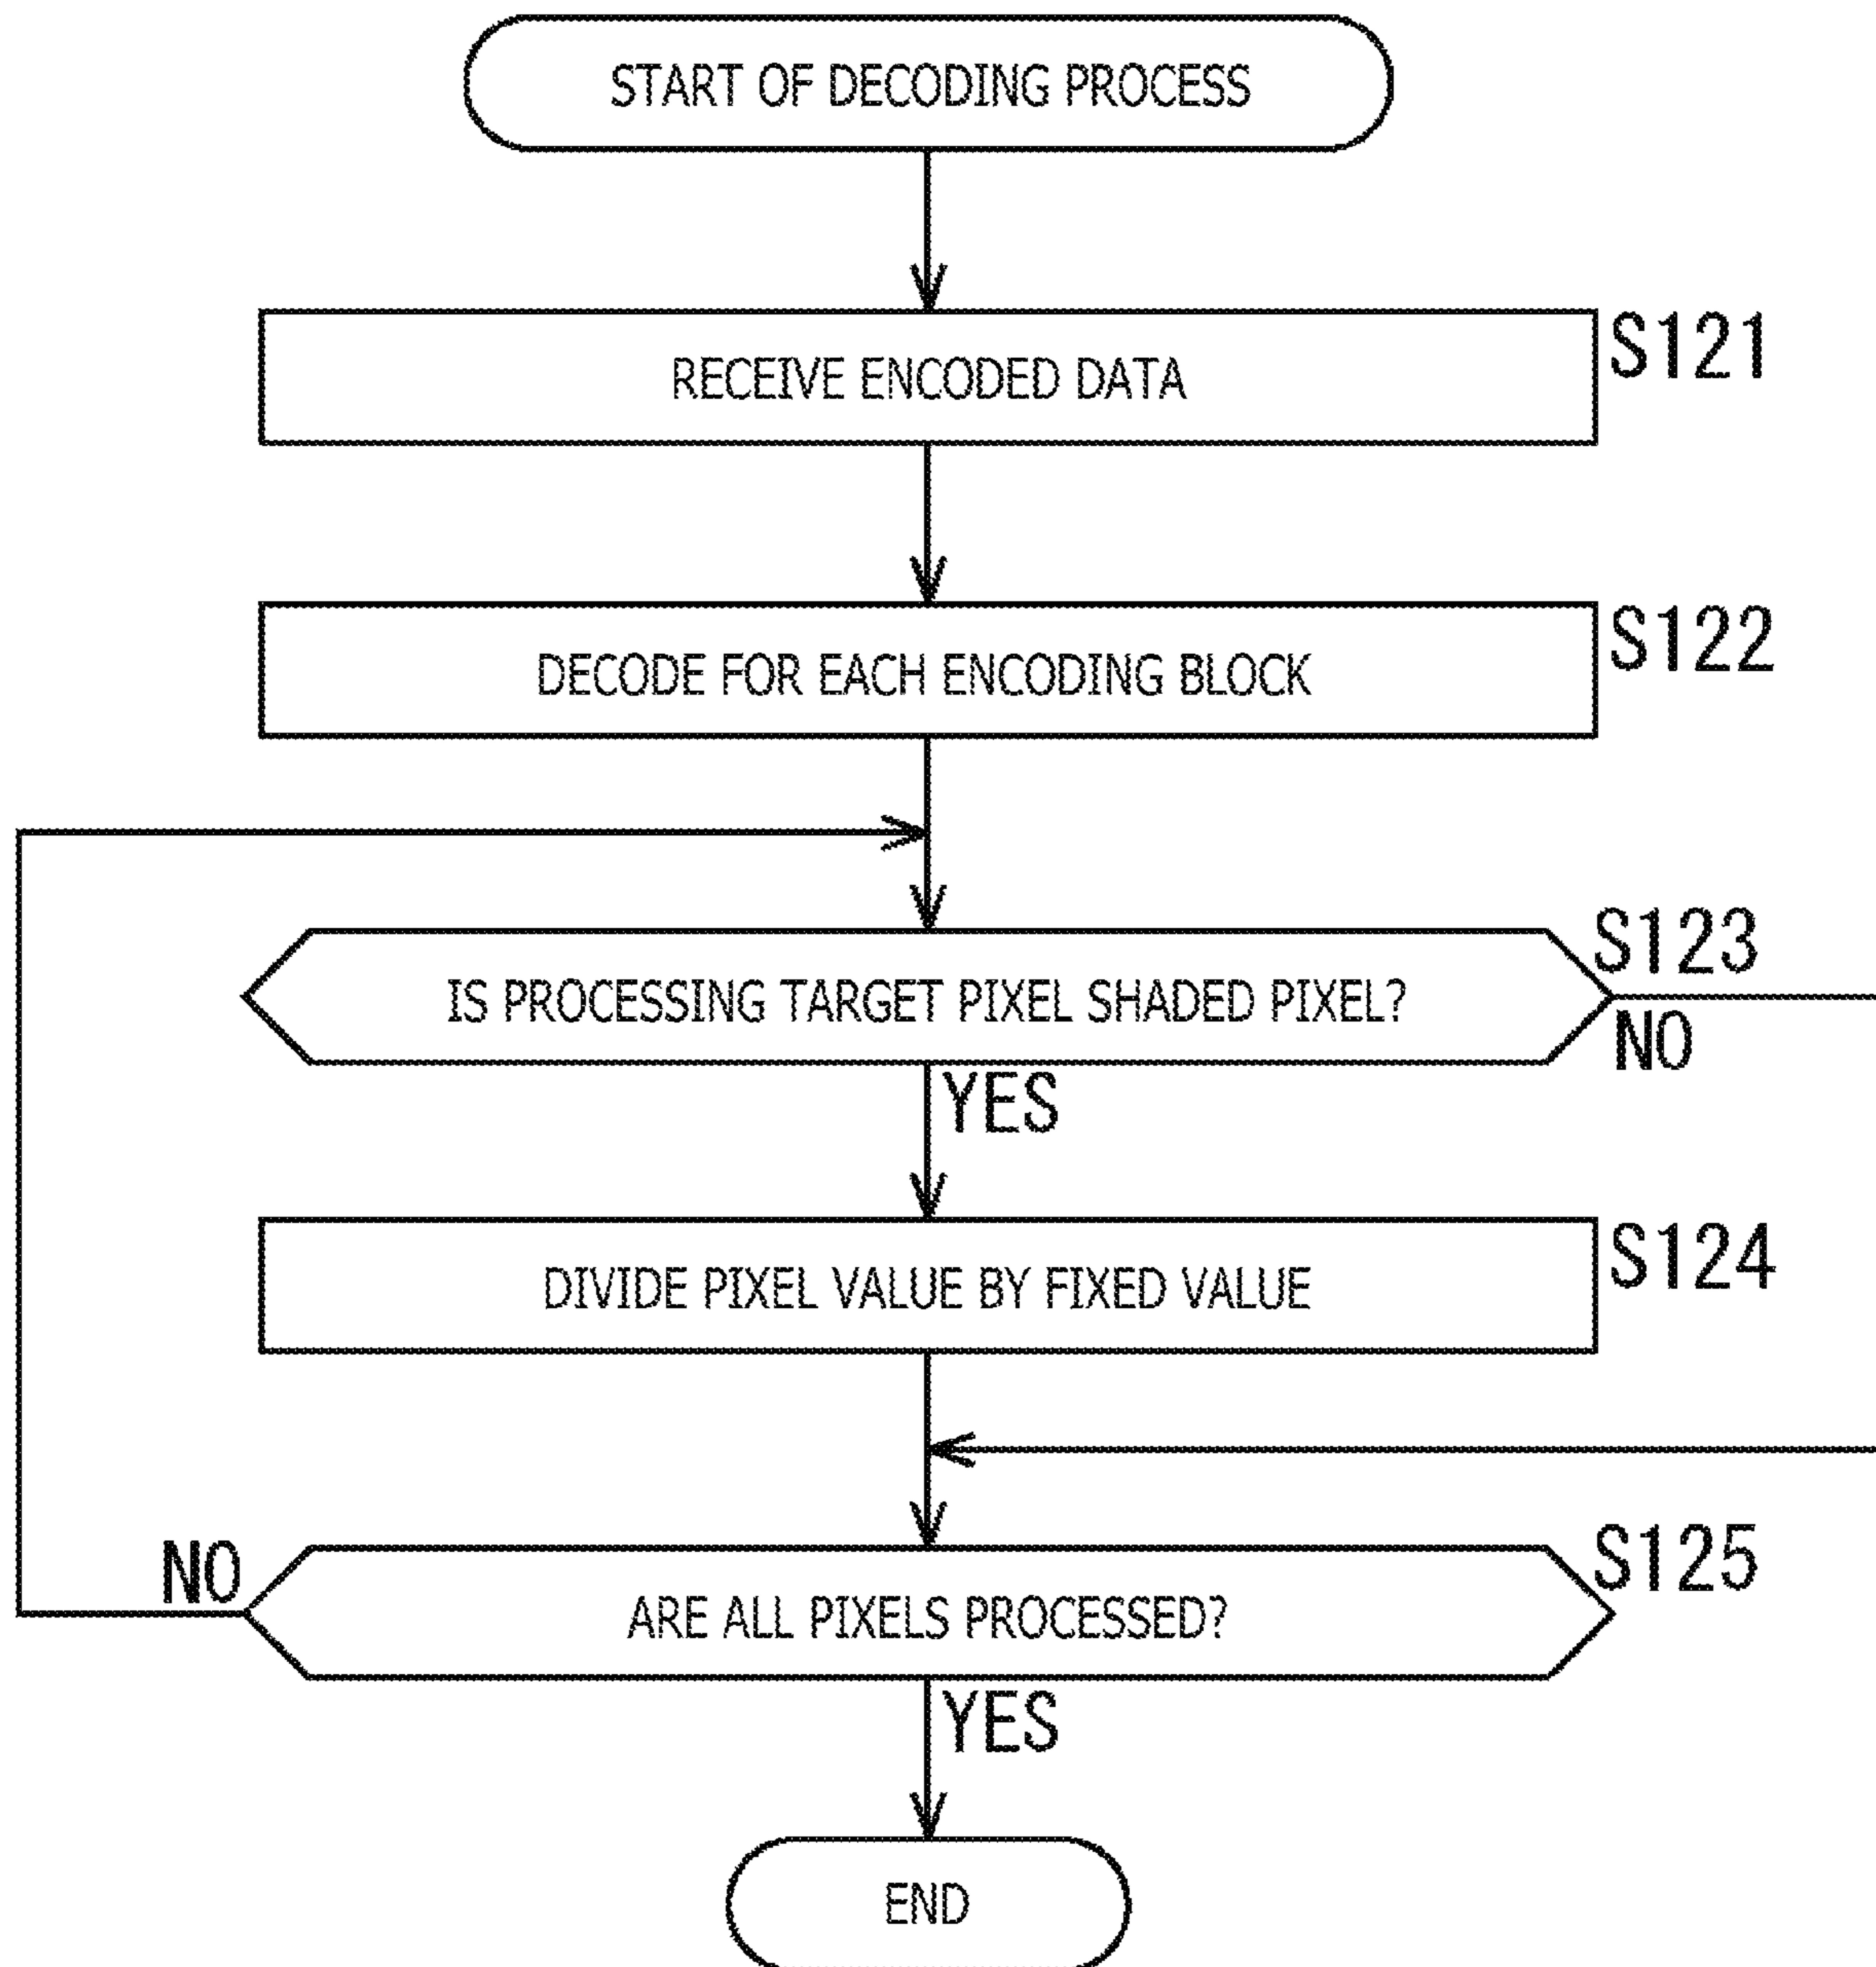 START OF DECODING PROCESS
RECEIVE ENCODED DATA
S121
DECODE FOR EACH ENCODING BLOCK
S122
IS PROCESSING TARGET PIXEL SHADED PIXEL?
S123
NO
YES
DIVIDE PIXEL VALUE BY FIXED VALUE
S124
NO
ARE ALL PIXELS PROCESSED?
S125
YES
END